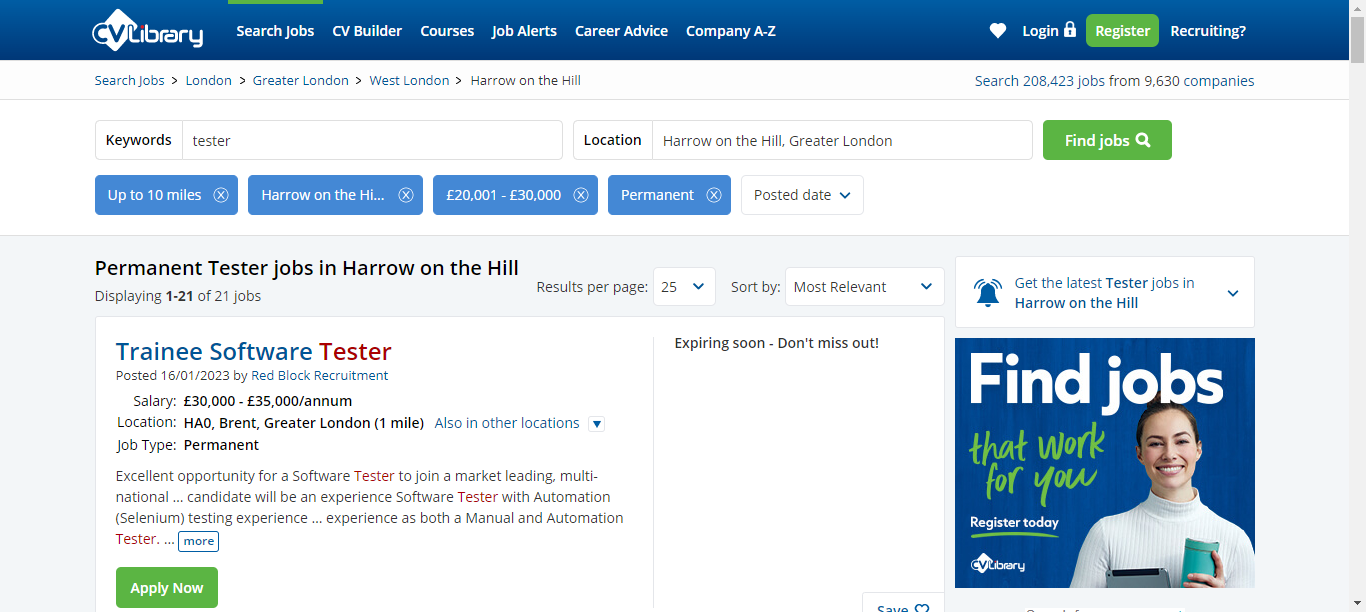 CVLibrary
Search Jobs CV Builder Courses Job Alerts Career Advice Company A-Z
Login Register Recruiting?
Search Jobs > London > Greater London > West London > Harrow on the Hill
Search 208,423 jobs from 9,630 companies
Keywords tester
Location Harrow on the Hill, Greater London
Find jobs
Up to 10 miles
Harrow on the Hi...
£20,001 - £30,000
Permanent
Posted date
Permanent Tester jobs in Harrow on the Hill
Displaying 1-21 of 21 jobs
Results per page: 25
Sort by: Most Relevant
Trainee Software Tester
Posted 16/01/2023 by Red Block Recruitment
Salary: £30,000 - £35,000/annum
Location: HA0, Brent, Greater London (1 mile) Also in other locations
Job Type: Permanent
Excellent opportunity for a Software Tester to join a market leading, multi-
national ... candidate will be an experience Software Tester with Automation
(Selenium) testing experience ... experience as both a Manual and Automation
Tester. ... more
Apply Now
Expiring soon - Don't miss out!
Save
Get the latest Tester jobs in
Harrow on the Hill
Find jobs
that work
for you
Register today
CVLibrary